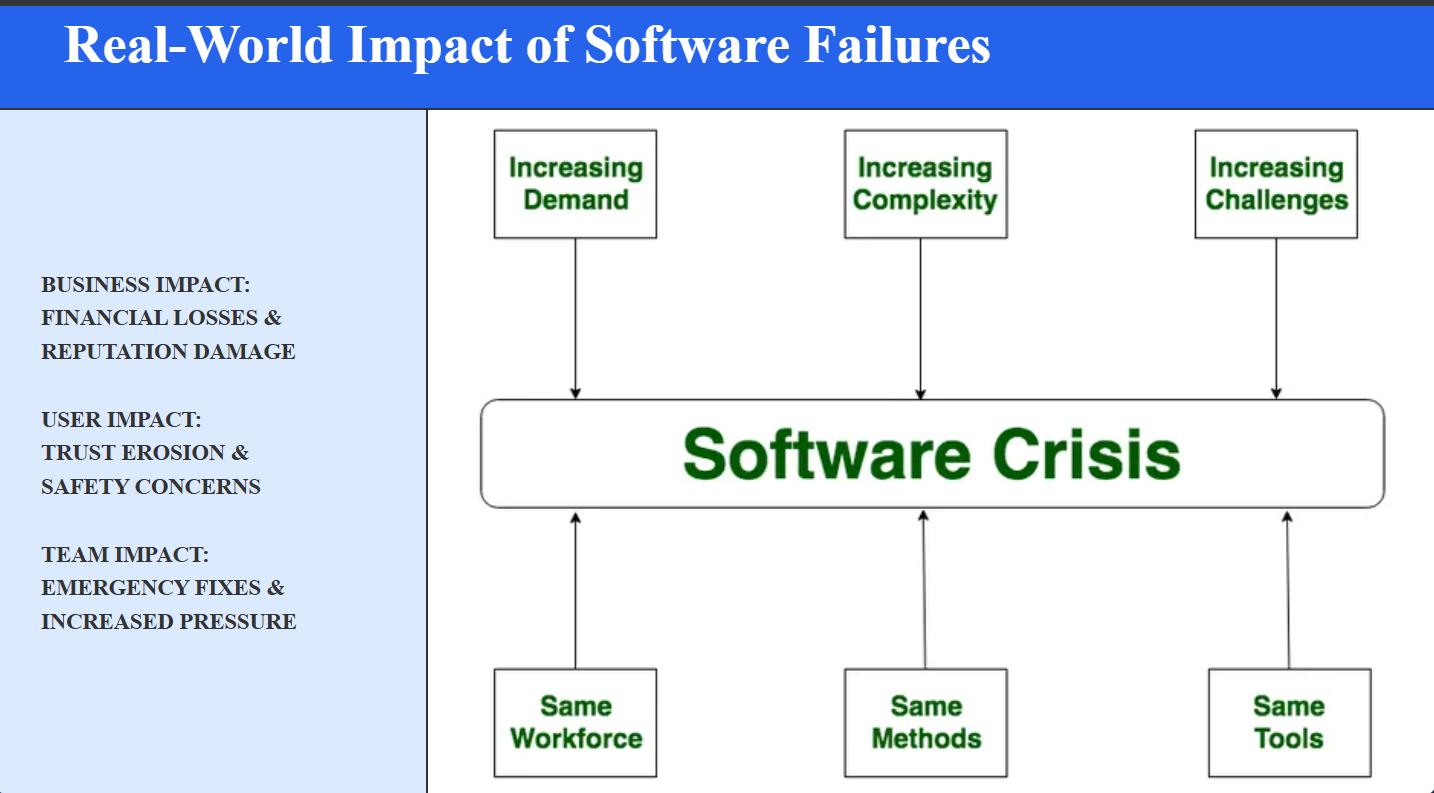 Real-World Impact of Software Failures
BUSINESS IMPACT:
FINANCIAL LOSSES &
REPUTATION DAMAGE
USER IMPACT:
TRUST EROSION &
SAFETY CONCERNS
TEAM IMPACT:
EMERGENCY FIXES &
INCREASED PRESSURE
Increasing
Demand
Increasing
Complexity
Increasing
Challenges
Software Crisis
Same
Workforce
Same
Methods
Same
Tools